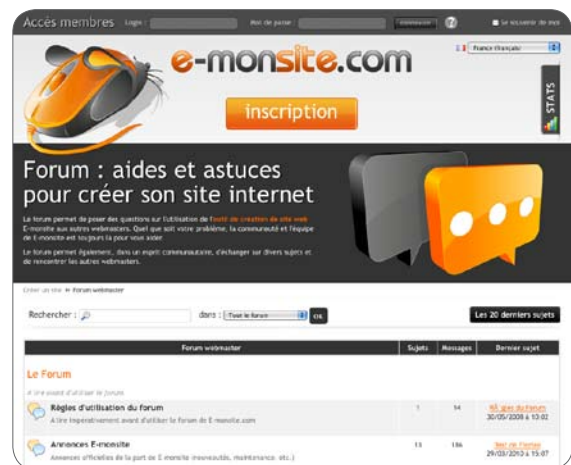 Accès membres Login : Mot de passe : Se souvenir de moi
e-monsite.com
France (Français)
inscription
STATS
Forum : aides et astuces
pour créer son site internet
Le forum permet de poser des questions sur l'utilisation de l'outil de création de site web
E-monsite aux autres webmasters. Quel que soit votre problème, la communauté et l'équipe
de E-monsite est toujours là pour vous aider.
Le forum permet également, dans un esprit communautaire, d'échanger sur divers sujets et
de rencontrer les autres webmasters.
Créer un site » Forum webmaster
Rechercher : dans : Tout le forum OK Les 20 derniers sujets
Forum webmaster Sujets Messages Dernier sujet
Le Forum
A lire avant d'utiliser le forum
Règles d'utilisation du forum 1 14 du Forum
A lire impérativement avant d'utiliser le forum de E-monsite.com 30/05/2008 à 10:02
Annonces E-monsite 15 186
Annonces officielles de la part de E-monsite (nouveautés, maintenance, etc.) 29/03/2010 à 15:07